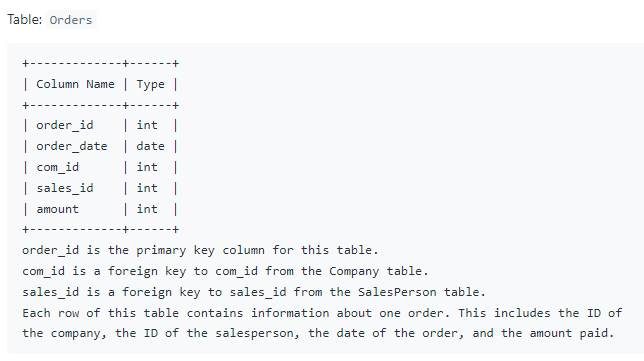 Table: Orders
+-------------+------+
| Column Name | Type |
+-------------+------+
| order_id    | int  |
| order_date  | date |
| com_id      | int  |
| sales_id    | int  |
| amount      | int  |
+-------------+------+
order_id is the primary key column for this table.
com_id is a foreign key to com_id from the Company table.
sales_id is a foreign key to sales_id from the SalesPerson table.
Each row of this table contains information about one order. This includes the ID of
the company, the ID of the salesperson, the date of the order, and the amount paid.